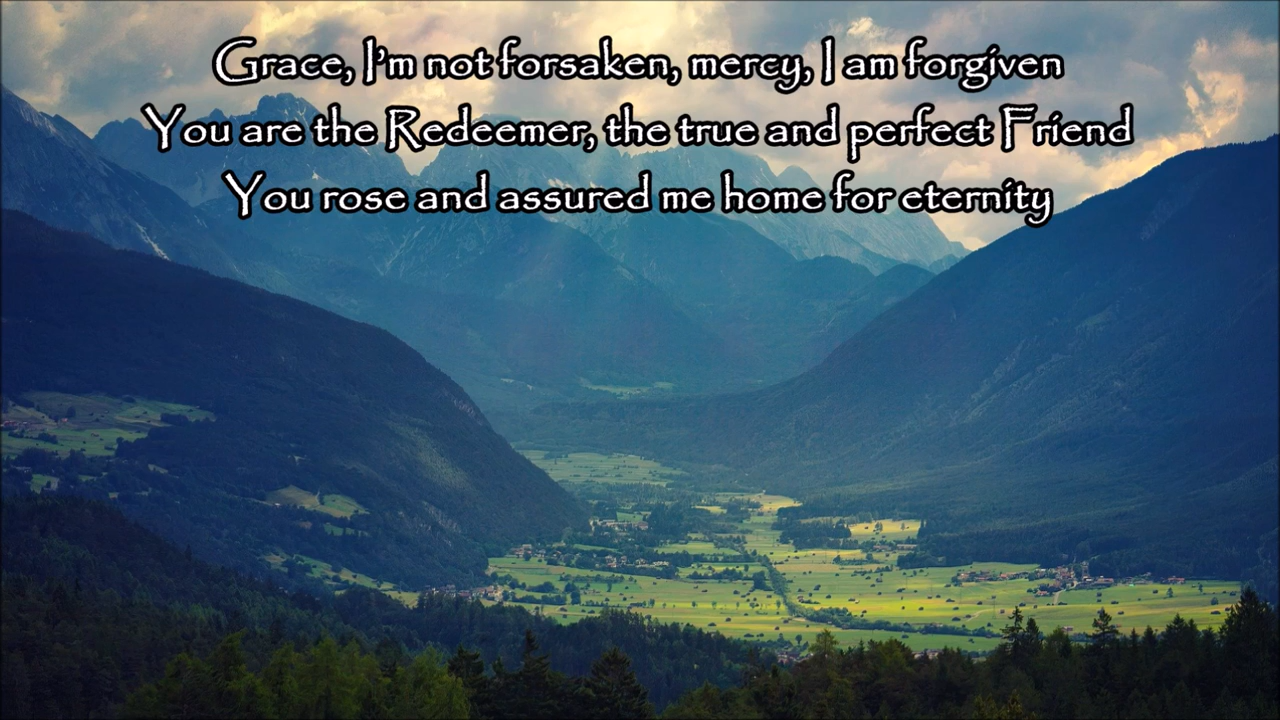 Grace, I'm not forsaken, mercy, I am forgiven
You are the Redeemer, the true and perfect Friend
You rose and assured me home for eternity